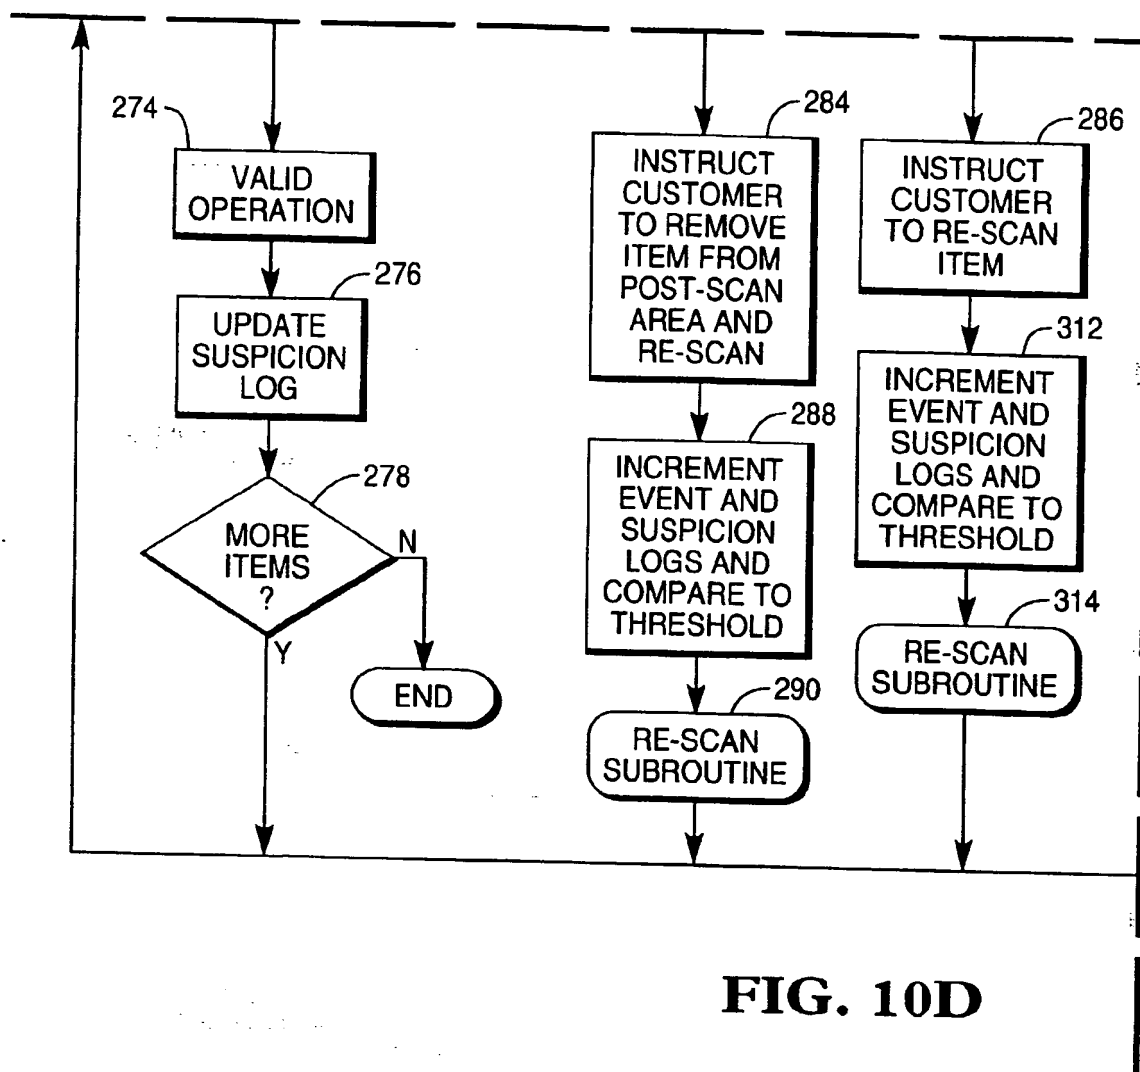 274
VALID
OPERATION
276
UPDATE
SUSPICION
LOG
278
MORE
ITEMS
?
N
Y
END
284
INSTRUCT
CUSTOMER
TO REMOVE
ITEM FROM
POST-SCAN
AREA AND
RE-SCAN
288
INCREMENT
EVENT AND
SUSPICION
LOGS AND
COMPARE TO
THRESHOLD
290
RE-SCAN
SUBROUTINE
286
INSTRUCT
CUSTOMER
TO RE-SCAN
ITEM
312
INCREMENT
EVENT AND
SUSPICION
LOGS AND
COMPARE TO
THRESHOLD
314
RE-SCAN
SUBROUTINE
FIG. 10D